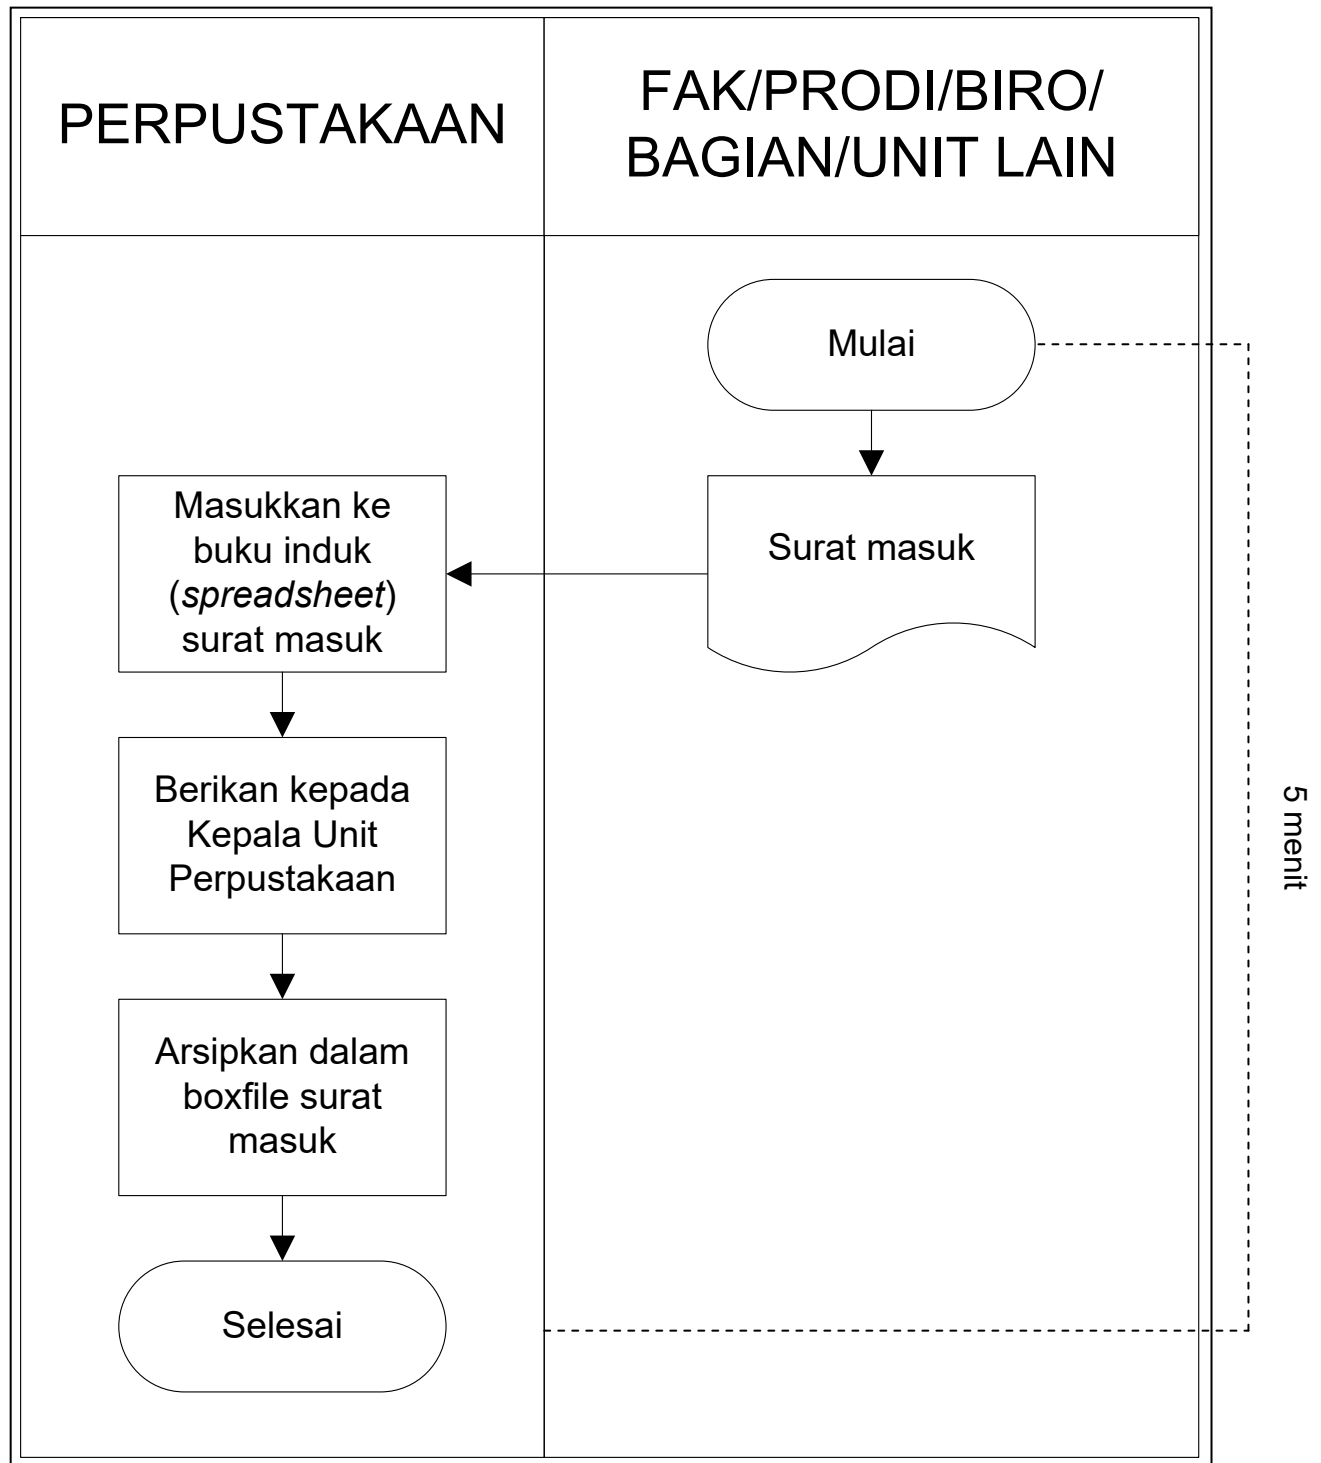 PERPUSTAKAAN
FAK/PRODI/BIRO/
BAGIAN/UNIT LAIN
Mulai
Surat masuk
Masukkan ke
buku induk
(spreadsheet)
surat masuk
Berikan kepada
Kepala Unit
Perpustakaan
Arsipkan dalam
boxfile surat
masuk
Selesai
5 menit